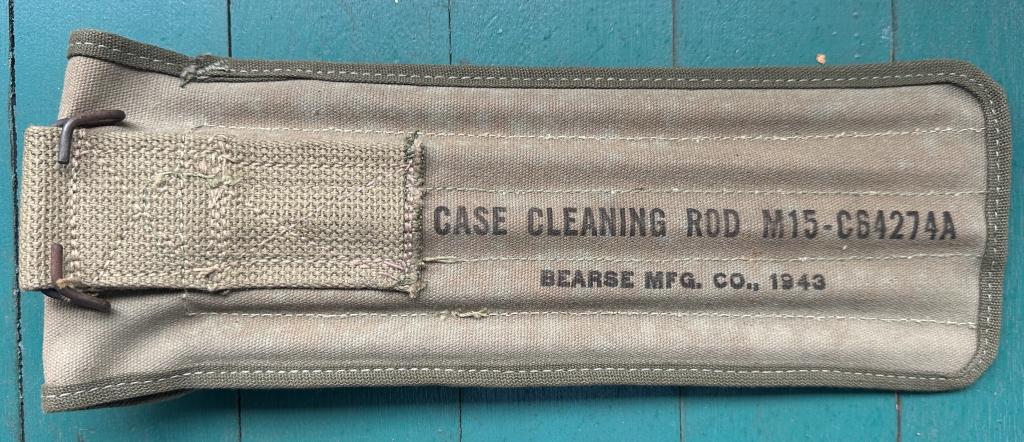 CASE CLEANING ROD M15-C64274A
BEARSE MFG. CO., 1943